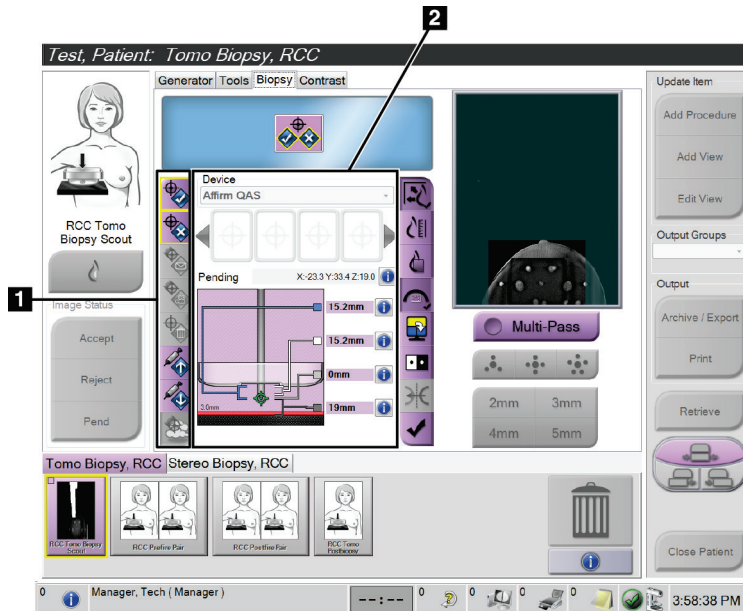 2
Test, Patient: Tomo Biopsy, RCC
Generator Tools Biopsy Contrast
Update Item
Add Procedure
Add View
Edit View
Output Groups
Output
Archive / Export
Print
Retrieve
Close Patient
RCC Tomo
Biopsy Scout
1
Image Status
Accept
Reject
Pend
Device
Affirm QAS
Pending X:-23.3 Y:33.4 Z:19.0
15.2mm
15.2mm
0mm
3.0mm
19mm
Multi-Pass
2mm 3mm
4mm 5mm
Tomo Biopsy, RCC Stereo Biopsy, RCC
RCC Tomo Biopsy
Scout
RCC Prefire Pair
RCC Postfire Pair
RCC Tomo
Postbiopsy
0 Manager, Tech ( Manager ) --:-- 0 0 0 0 3:58:38 PM